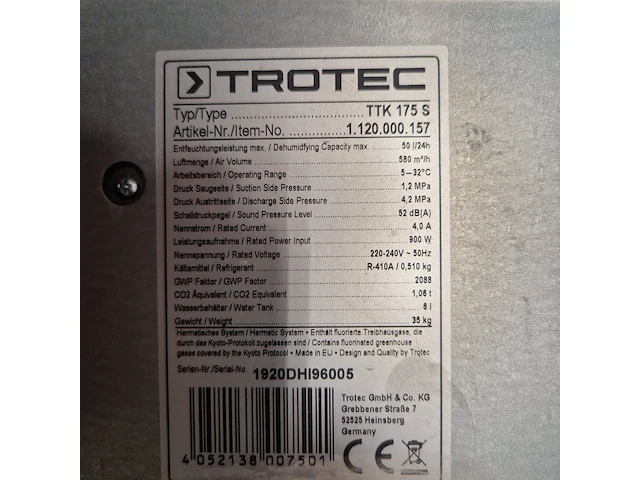 TROTEC
Typ/Type ........................ TTK 175 S
Artikel-Nr./Item-No. ............... 1.120.000.157
Entfeuchtungsleistung max. / Dehumidfying Capacity max. 50 l/24h
Luftmenge / Air Volume 580 m³/h
Arbeitsbereich / Operating Range 5–32°C
Druck Saugseite / Suction Side Pressure 1,2 MPa
Druck Austrittseite / Discharge Side Pressure 4,2 MPa
Schalldruckpegel / Sound Pressure Level 52 dB(A)
Nennstrom / Rated Current 4,0 A
Leistungsaufnahme / Rated Power Input 900 W
Nennspannung / Rated Voltage 220-240V ~ 50Hz
Kältemittel / Refrigerant R-410A / 0,510 kg
GWP Faktor / GWP Factor 2088
CO2 Äquivalent / CO2 Equivalent 1,06 t
Wasserbehälter / Water Tank 6 l
Gewicht / Weight 35 kg
Hermetisches System / Hermetic System • Enthält fluorierte Treibhausgase, die
durch das Kyoto-Protokoll zugelassen sind / Contains fluorinated greenhouse
gases covered by the Kyoto Protocol • Made in EU • Design and Quality by Trotec
Serien-Nr./Serial-No. 1920DHI96005
Trotec GmbH & Co. KG
Grebbener Straße 7
52525 Heinsberg
Germany
4 052138 007501
CE